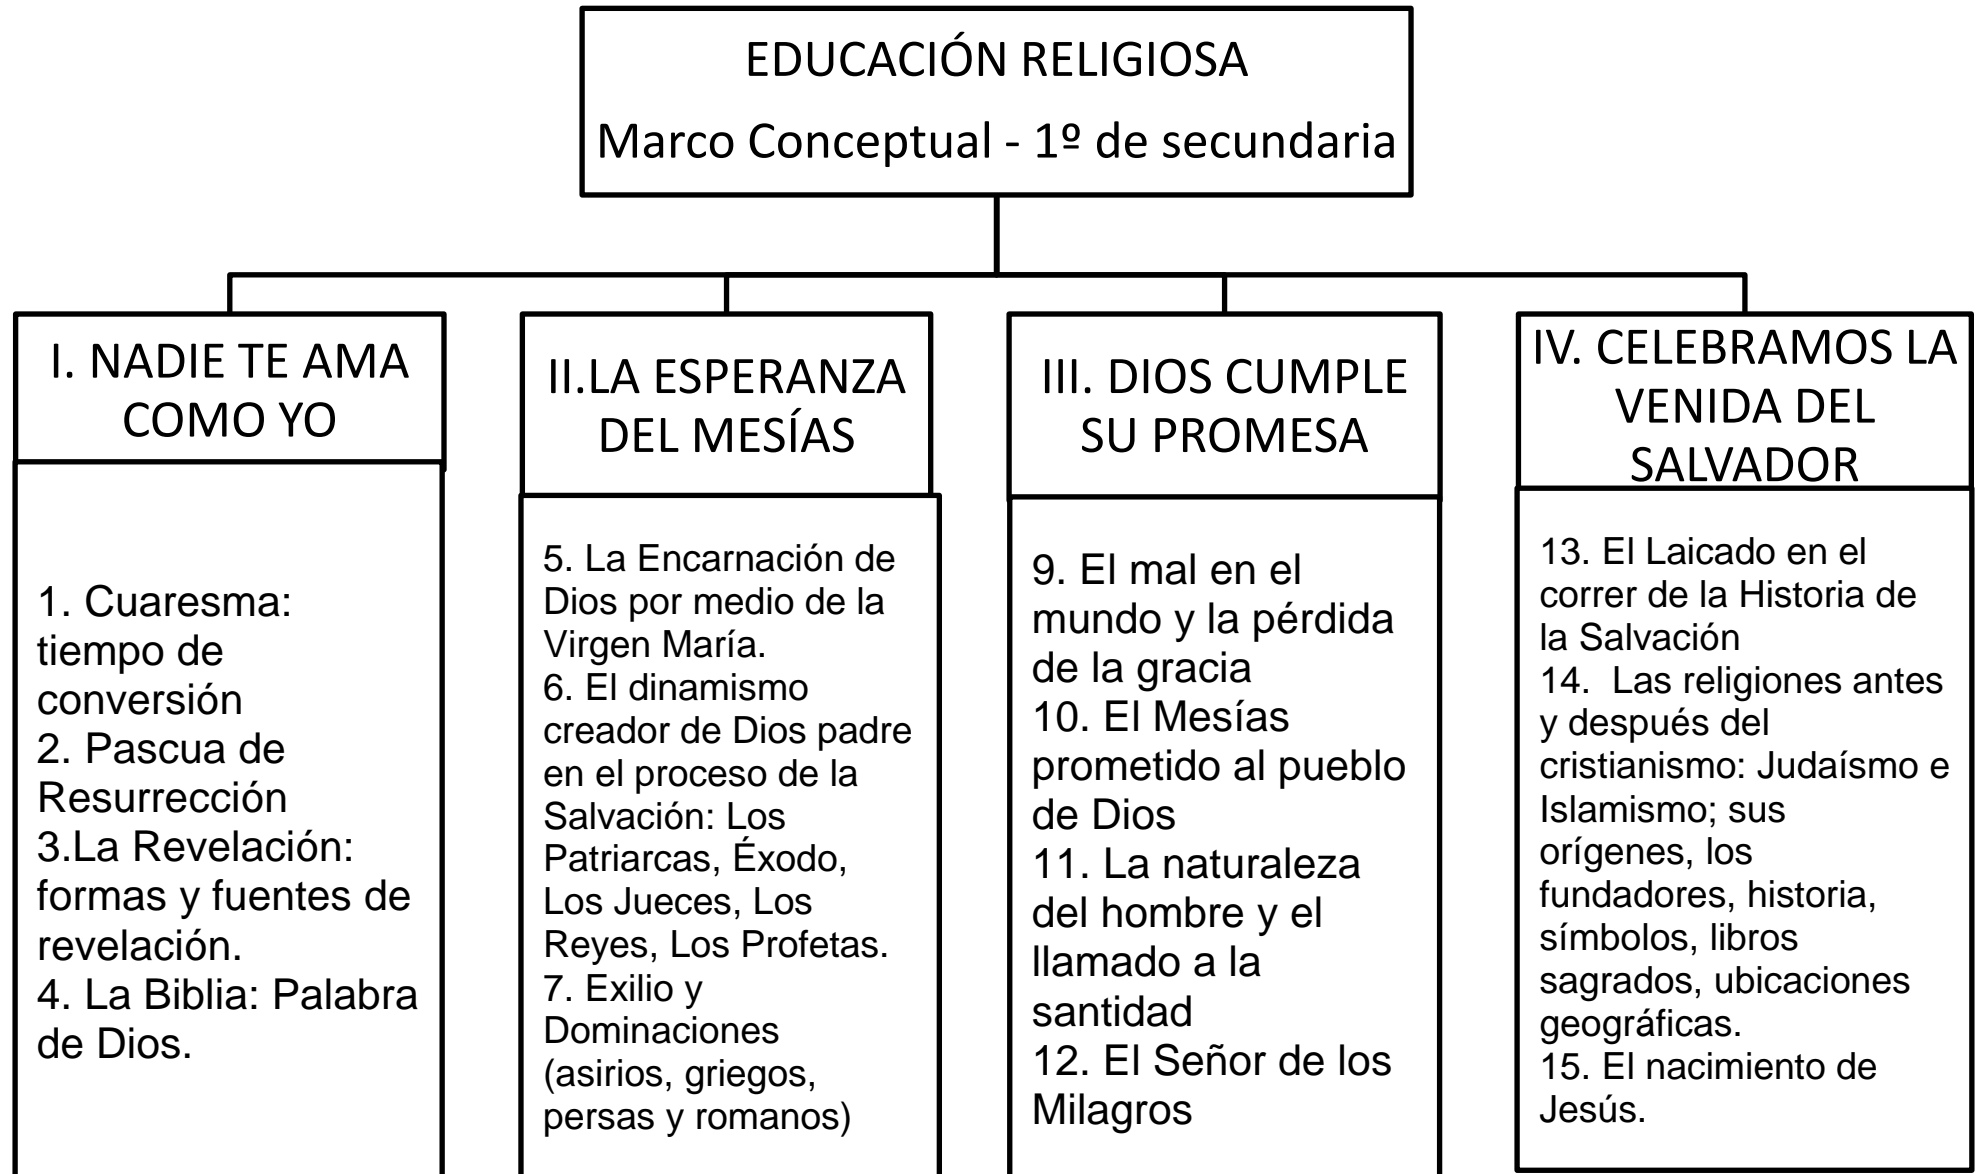 EDUCACIÓN RELIGIOSA
Marco Conceptual - 1º de secundaria
I. NADIE TE AMA
COMO YO
1. Cuaresma:
tiempo de
conversión
2. Pascua de
Resurrección
3.La Revelación:
formas y fuentes de
revelación.
4. La Biblia: Palabra
de Dios.
II.LA ESPERANZA
DEL MESÍAS
5. La Encarnación de
Dios por medio de la
Virgen María.
6. El dinamismo
creador de Dios padre
en el proceso de la
Salvación: Los
Patriarcas, Éxodo,
Los Jueces, Los
Reyes, Los Profetas.
7. Exilio y
Dominaciones
(asirios, griegos,
persas y romanos)
III. DIOS CUMPLE
SU PROMESA
9. El mal en el
mundo y la pérdida
de la gracia
10. El Mesías
prometido al pueblo
de Dios
11. La naturaleza
del hombre y el
llamado a la
santidad
12. El Señor de los
Milagros
IV. CELEBRAMOS LA
VENIDA DEL
SALVADOR
13. El Laicado en el
correr de la Historia de
la Salvación
14.  Las religiones antes
y después del
cristianismo: Judaísmo e
Islamismo; sus
orígenes, los
fundadores, historia,
símbolos, libros
sagrados, ubicaciones
geográficas.
15. El nacimiento de
Jesús.